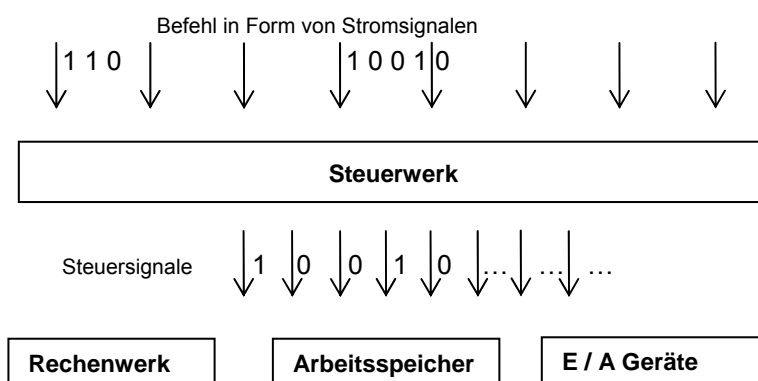 Befehl in Form von Stromsignalen
1 1 0 1 0 0 1 0
Steuerwerk
Steuersignale 1 0 0 1 0 … … …
Rechenwerk Arbeitsspeicher E / A Geräte